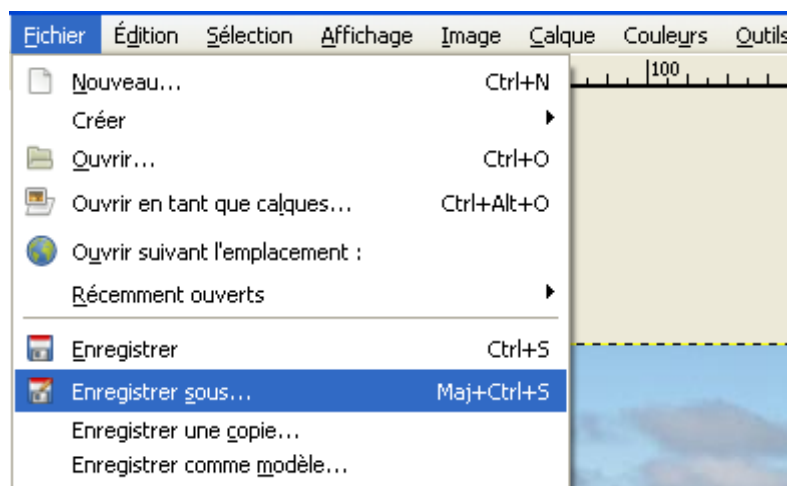 Fichier Édition Sélection Affichage Image Calque Couleurs Outils
100
Nouveau... Ctrl+N
Créer
Ouvrir... Ctrl+O
Ouvrir en tant que calques... Ctrl+Alt+O
Ouvrir suivant l'emplacement :
Récemment ouverts
Enregistrer Ctrl+S
Enregistrer sous... Maj+Ctrl+S
Enregistrer une copie...
Enregistrer comme modèle...